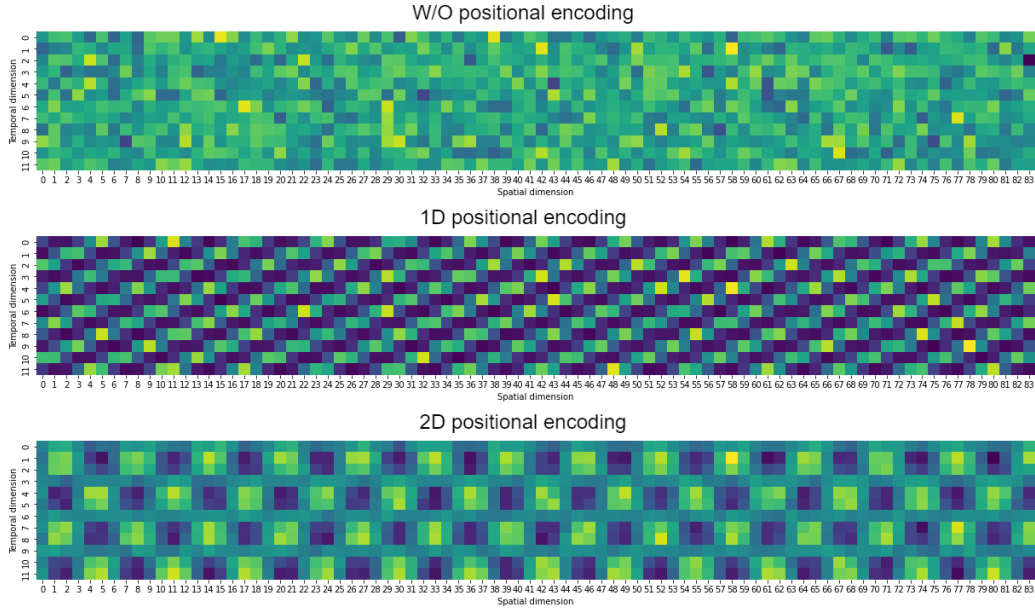 W/O positional encoding
Temporal dimension
0 1 2 3 4 5 6 7 8 9 10 11
0 1 2 3 4 5 6 7 8 9 10 11 12 13 14 15 16 17 18 19 20 21 22 23 24 25 26 27 28 29 30 31 32 33 34 35 36 37 38 39 40 41 42 43 44 45 46 47 48 49 50 51 52 53 54 55 56 57 58 59 60 61 62 63 64 65 66 67 68 69 70 71 72 73 74 75 76 77 78 79 80 81 82 83
Spatial dimension
1D positional encoding
Temporal dimension
0 1 2 3 4 5 6 7 8 9 10 11
0 1 2 3 4 5 6 7 8 9 10 11 12 13 14 15 16 17 18 19 20 21 22 23 24 25 26 27 28 29 30 31 32 33 34 35 36 37 38 39 40 41 42 43 44 45 46 47 48 49 50 51 52 53 54 55 56 57 58 59 60 61 62 63 64 65 66 67 68 69 70 71 72 73 74 75 76 77 78 79 80 81 82 83
Spatial dimension
2D positional encoding
Temporal dimension
0 1 2 3 4 5 6 7 8 9 10 11
0 1 2 3 4 5 6 7 8 9 10 11 12 13 14 15 16 17 18 19 20 21 22 23 24 25 26 27 28 29 30 31 32 33 34 35 36 37 38 39 40 41 42 43 44 45 46 47 48 49 50 51 52 53 54 55 56 57 58 59 60 61 62 63 64 65 66 67 68 69 70 71 72 73 74 75 76 77 78 79 80 81 82 83
Spatial dimension